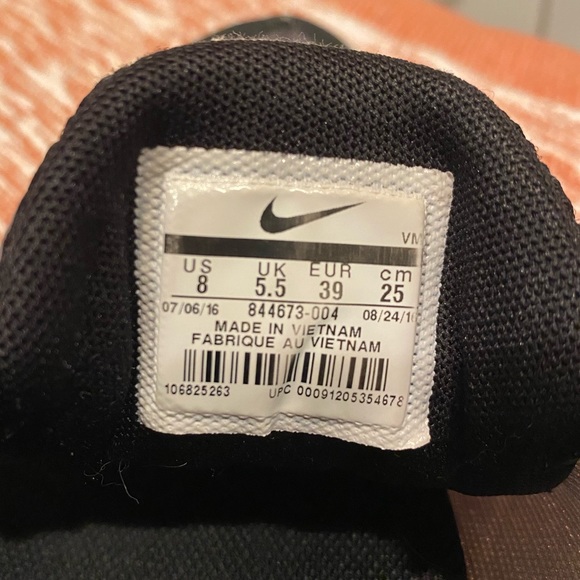 VM
US UK EUR cm
8 5.5 39 25
07/06/16 844673-004 08/24/1
MADE IN VIETNAM
FABRIQUE AU VIETNAM
106825263 UPC 00091205354678